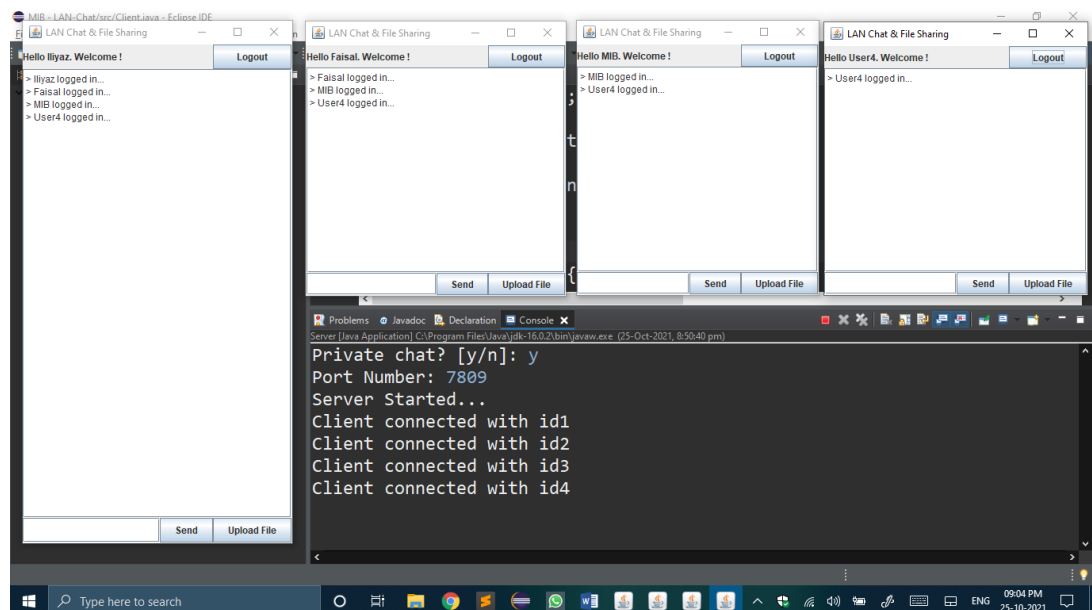 MIB - LAN-Chat/src/Client.java - Eclipse IDE
LAN Chat & File Sharing
Hello Iliyaz. Welcome !
Logout
> Iliyaz logged in...
> Faisal logged in...
> MIB logged in...
> User4 logged in...
Send
Upload File
LAN Chat & File Sharing
Hello Faisal. Welcome !
Logout
> Faisal logged in...
> MIB logged in...
> User4 logged in...
Send
Upload File
LAN Chat & File Sharing
Hello MIB. Welcome !
Logout
> MIB logged in...
> User4 logged in...
Send
Upload File
LAN Chat & File Sharing
Hello User4. Welcome !
Logout
> User4 logged in...
Send
Upload File
;
t
n
{
Problems Javadoc Declaration Console
Server [Java Application] C:\Program Files\Java\jdk-16.0.2\bin\javaw.exe (25-Oct-2021, 8:50:40 pm)
Private chat? [y/n]: y
Port Number: 7809
Server Started...
Client connected with id1
Client connected with id2
Client connected with id3
Client connected with id4
Type here to search
ENG
09:04 PM
25-10-2021